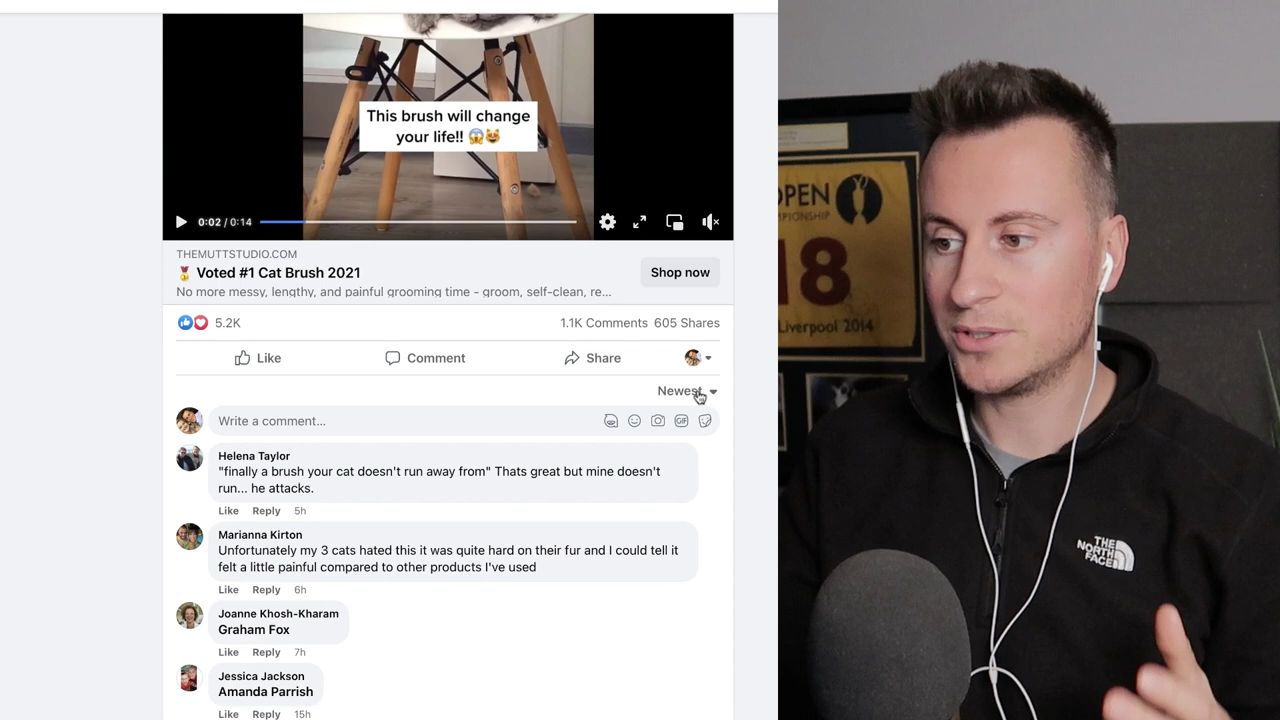 This brush will change
your life!! 😱😻
0:02 / 0:14
THEMUTTSTUDIO.COM
🏅 Voted #1 Cat Brush 2021
Shop now
No more messy, lengthy, and painful grooming time - groom, self-clean, re...
5.2K
1.1K Comments 605 Shares
Like
Comment
Share
Newest
Write a comment...
GIF
Helena Taylor
"finally a brush your cat doesn't run away from" Thats great but mine doesn't
run... he attacks.
Like Reply 5h
Marianna Kirton
Unfortunately my 3 cats hated this it was quite hard on their fur and I could tell it
felt a little painful compared to other products I've used
Like Reply 6h
Joanne Khosh-Kharam
Graham Fox
Like Reply 7h
Jessica Jackson
Amanda Parrish
Like Reply 15h
OPEN
18
Liverpool 2014
THE
NORTH
FACE